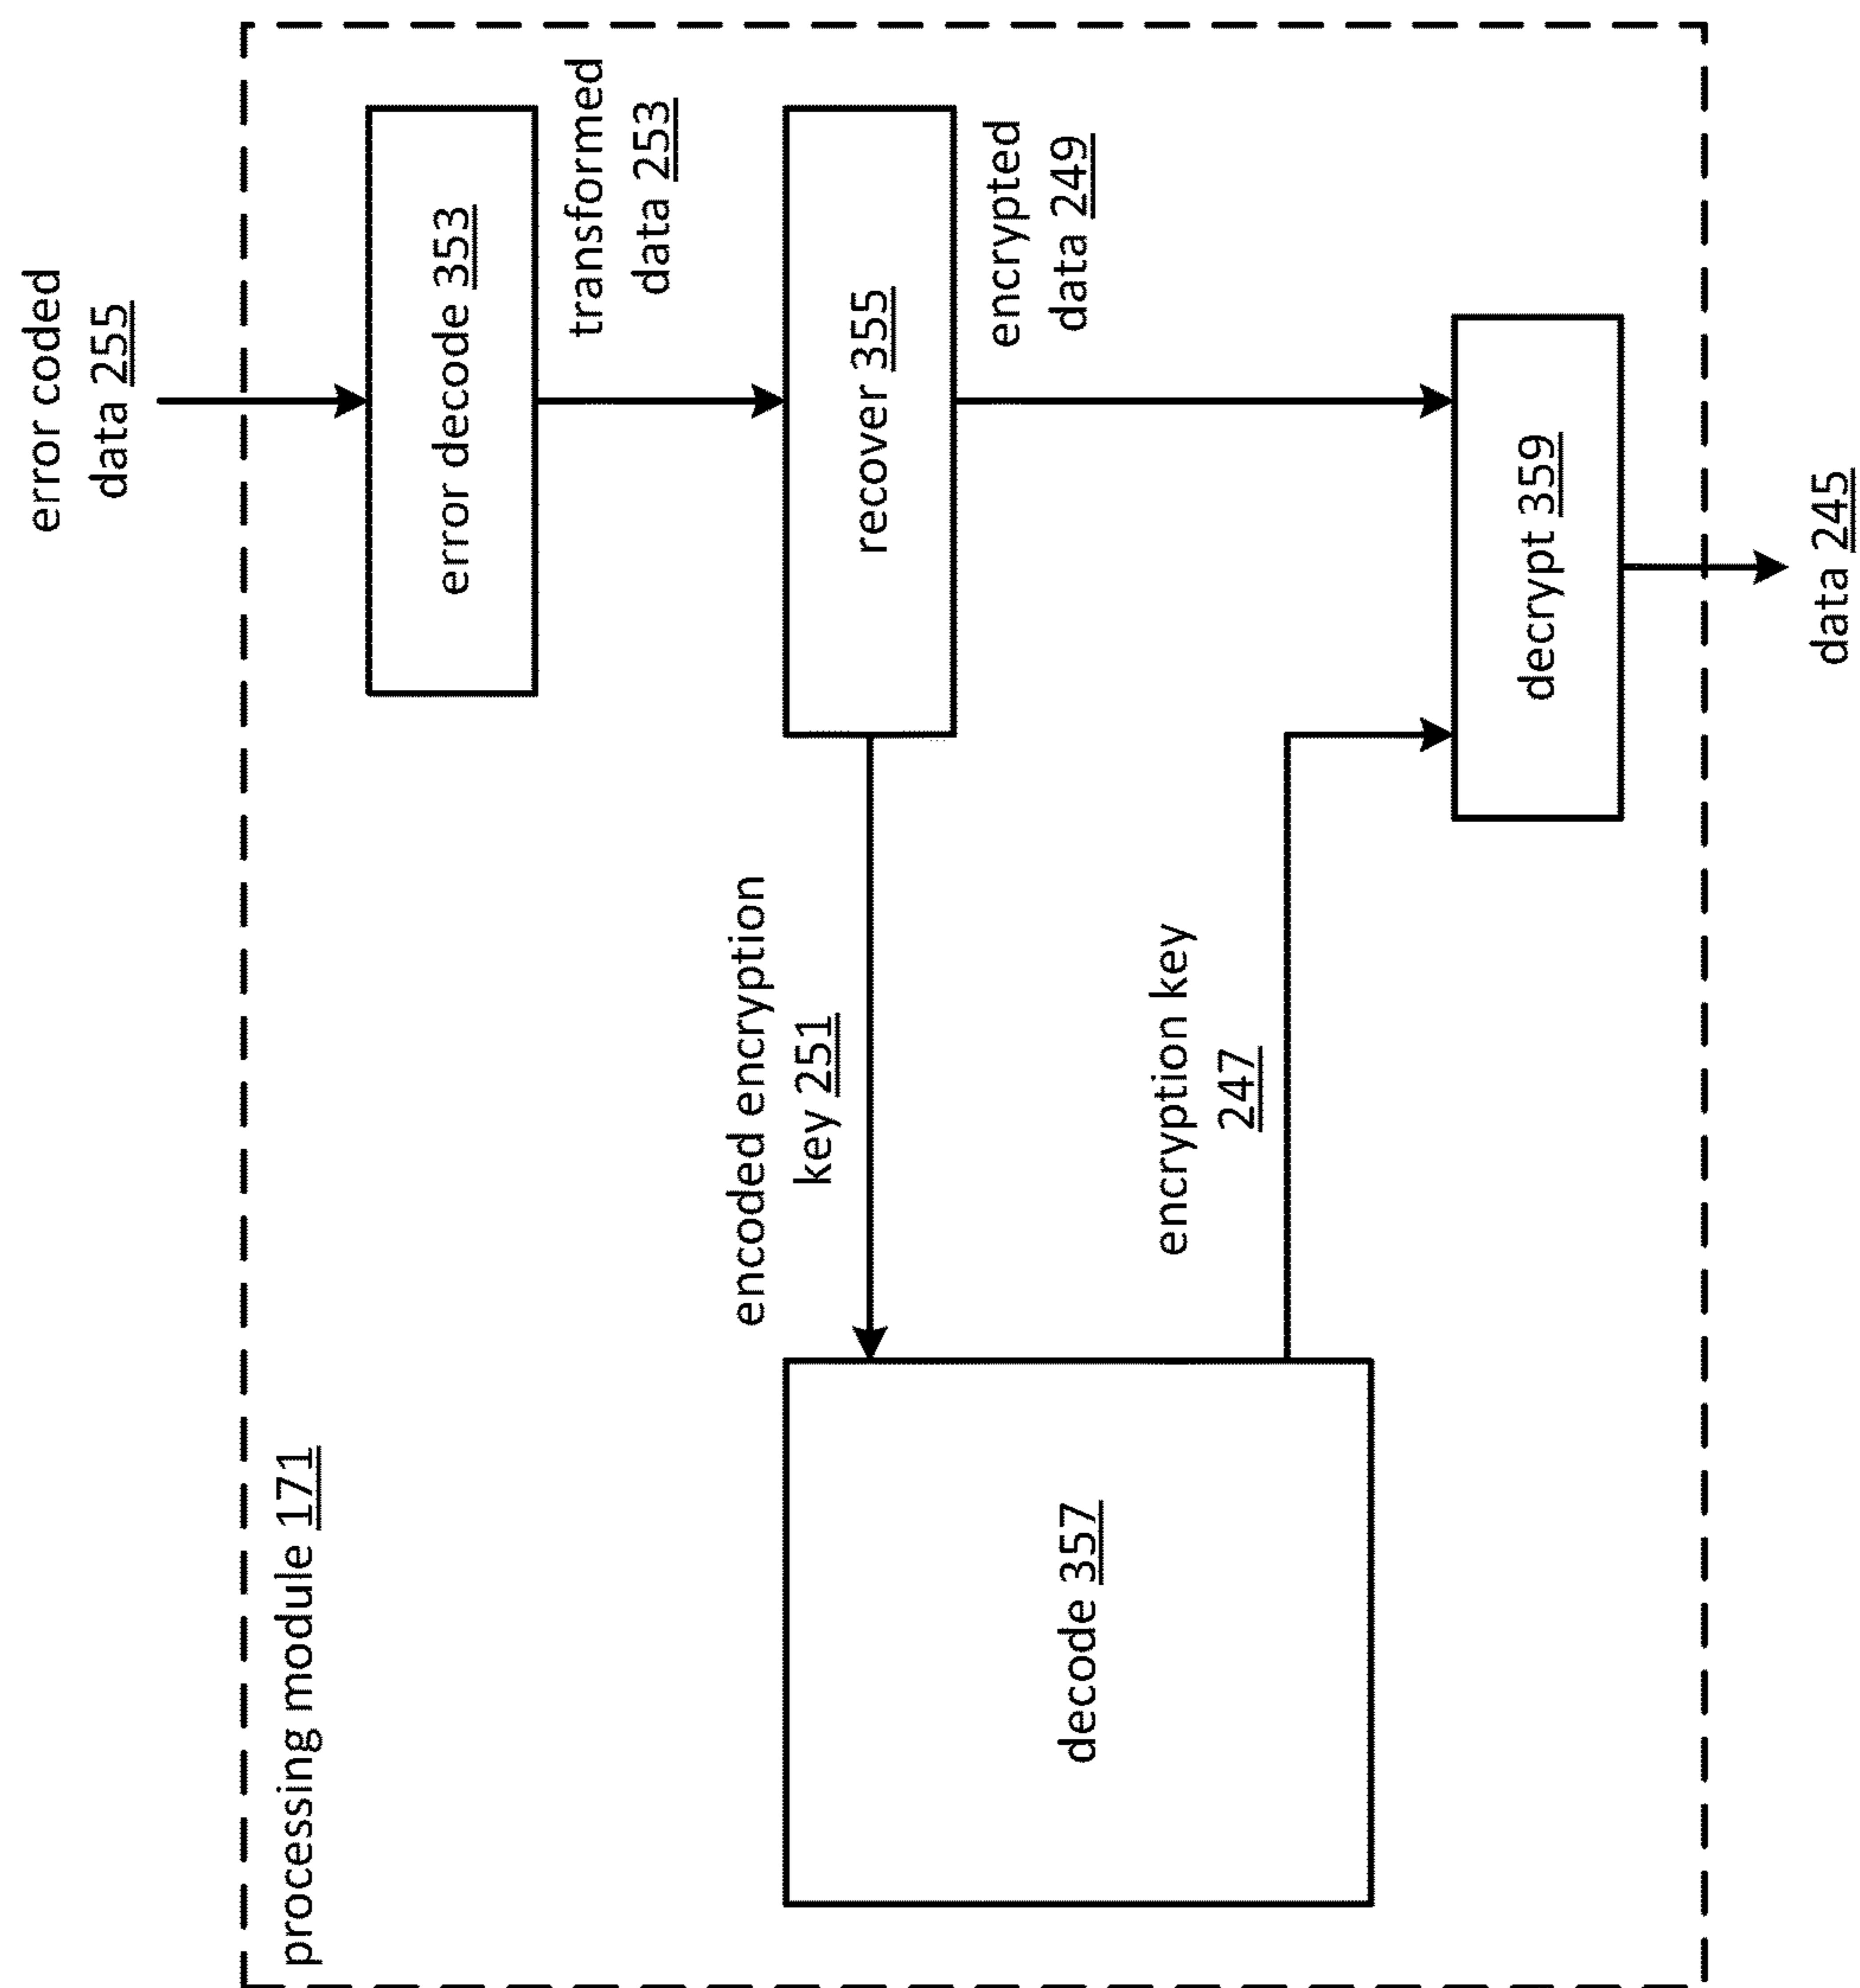 processing module 171
error coded
data 255
error decode 353
transformed
data 253
encoded encryption
key 251
recover 355
encrypted
data 249
decode 357
encryption key
247
decrypt 359
data 245